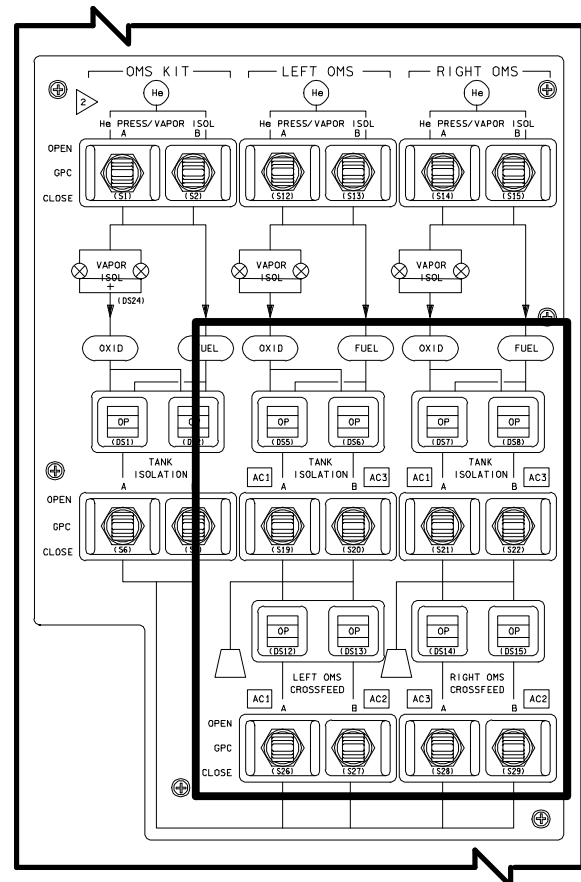 OMS KIT LEFT OMS RIGHT OMS
2 He He He
He PRESS/VAPOR ISOL He PRESS/VAPOR ISOL He PRESS/VAPOR ISOL
A B A B A B
OPEN
GPC
CLOSE
(S1) (S2) (S12) (S13) (S14) (S15)
VAPOR ISOL VAPOR ISOL VAPOR ISOL
+
(DS24)
OXID FUEL OXID FUEL OXID FUEL
OP OP OP OP OP OP
(DS1) (DS5) (DS6) (DS7) (DS8)
TANK ISOLATION TANK ISOLATION TANK ISOLATION
A AC1 A B AC3 AC1 A B AC3
OPEN
GPC
CLOSE
(S6) (S19) (S20) (S21) (S22)
OP OP OP OP
(DS12) (DS13) (DS14) (DS15)
LEFT OMS CROSSFEED RIGHT OMS CROSSFEED
AC1 A B AC2 AC3 A B AC2
OPEN
GPC
CLOSE
(S26) (S27) (S28) (S29)